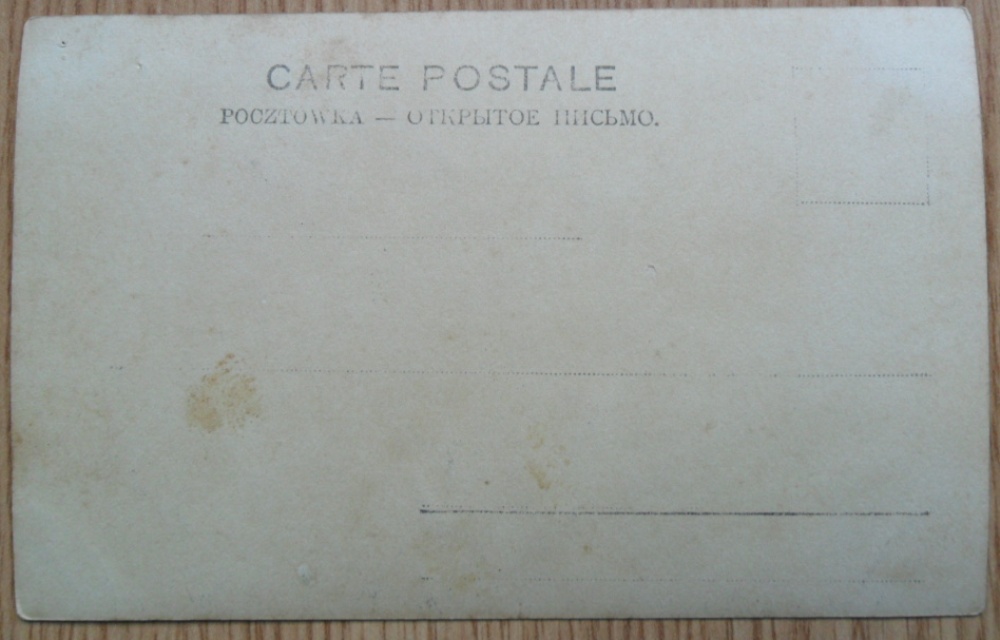 CARTE POSTALE
POCZTOWKA — ОТКРЫТОЕ ПИСЬМО.